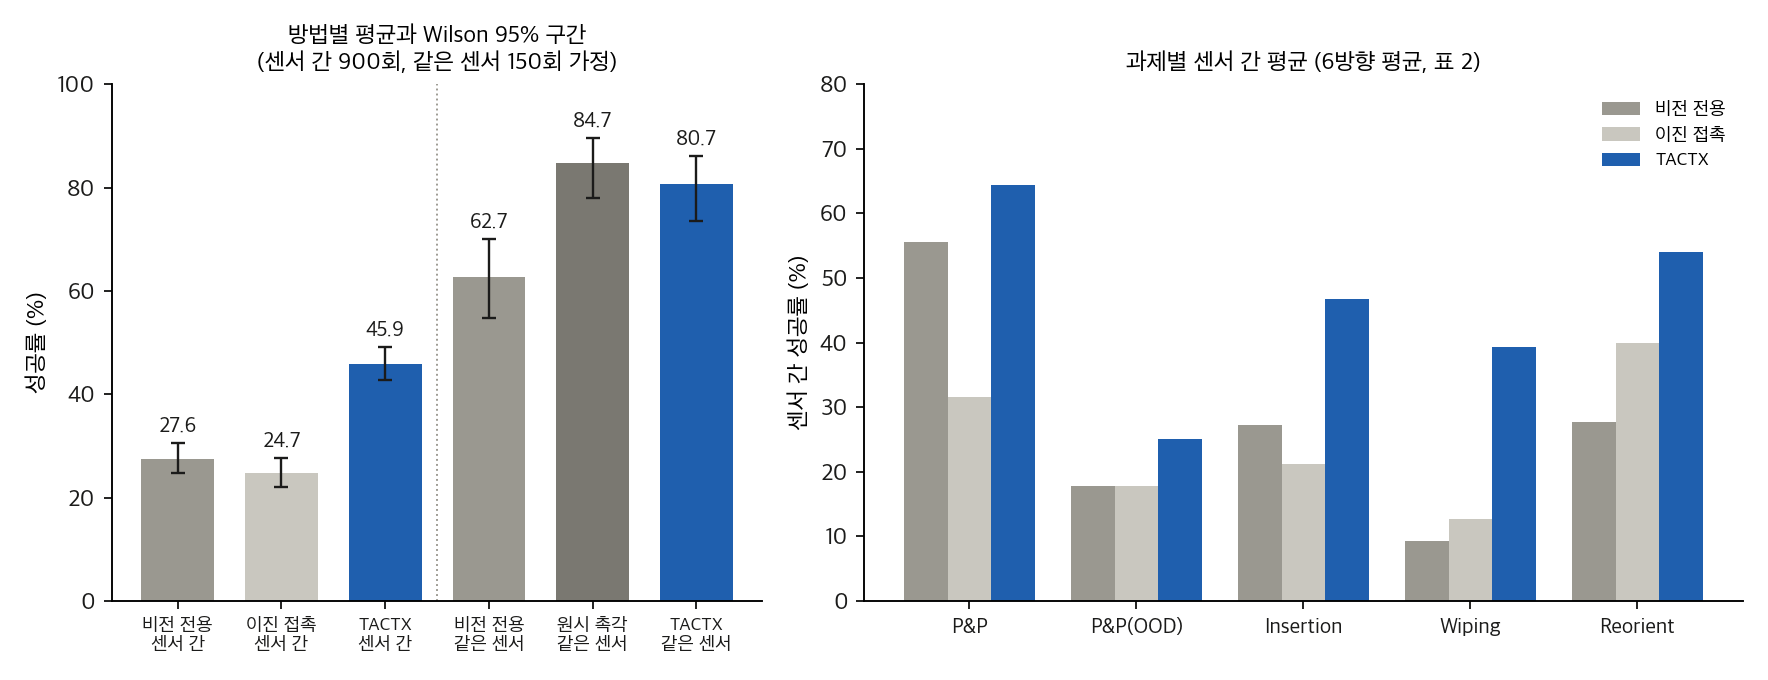 방법별 평균과 Wilson 95% 구간
(센서 간 900회, 같은 센서 150회 가정)
성공률 (%)
100
80
60
40
20
0
27.6
24.7
45.9
62.7
84.7
80.7
비전 전용
센서 간
이진 접촉
센서 간
TACTX
센서 간
비전 전용
같은 센서
원시 촉각
같은 센서
TACTX
같은 센서
과제별 센서 간 평균 (6방향 평균, 표 2)
센서 간 성공률 (%)
80
70
60
50
40
30
20
10
0
비전 전용
이진 접촉
TACTX
P&P
P&P(OOD)
Insertion
Wiping
Reorient